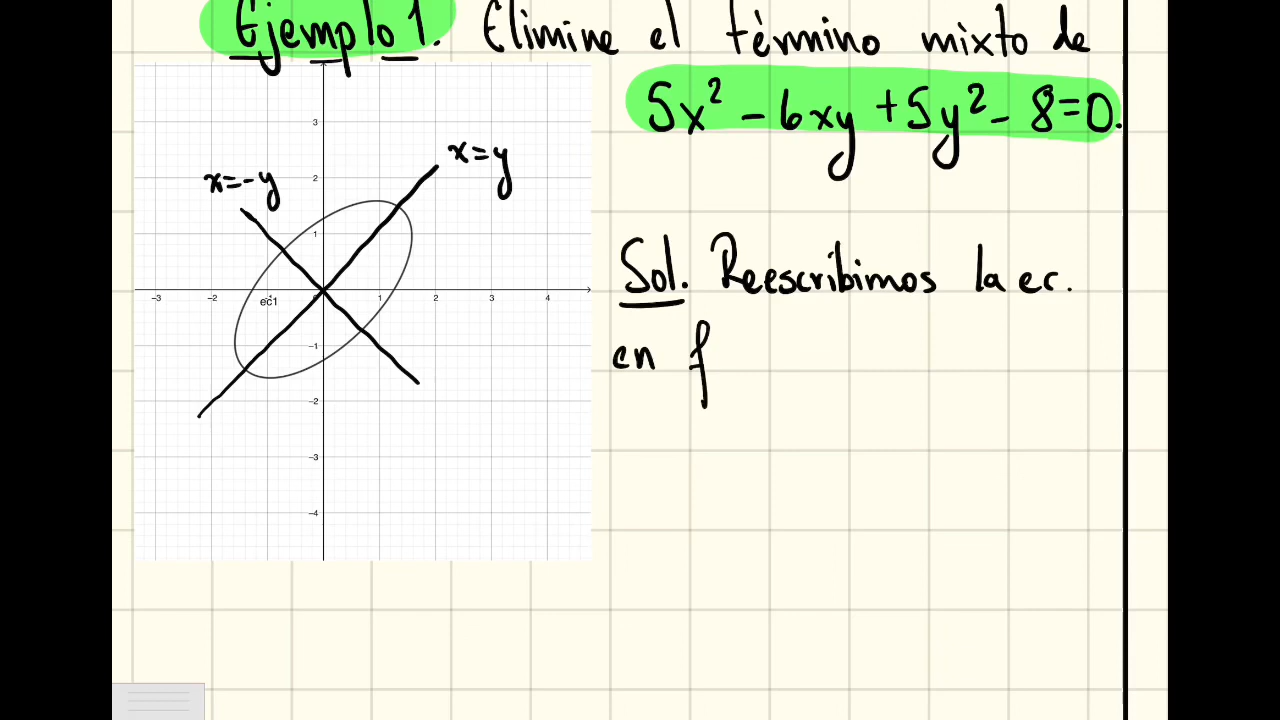 Ejemplo 1. Elimine el término mixto de
5x² - 6xy + 5y² - 8 = 0.
x=y
x=-y
3
2
1
-3 -2 0 1 2 3 4
ec1
-1
-2
-3
-4
Sol. Reescribimos la ec.
en f